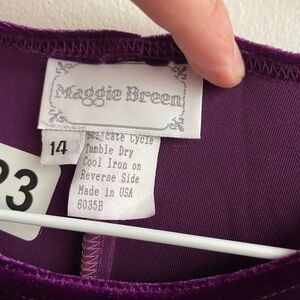 Maggie Breen
14
Delicate Cycle
Tumble Dry
Cool Iron on
Reverse Side
Made in USA
6035B
23